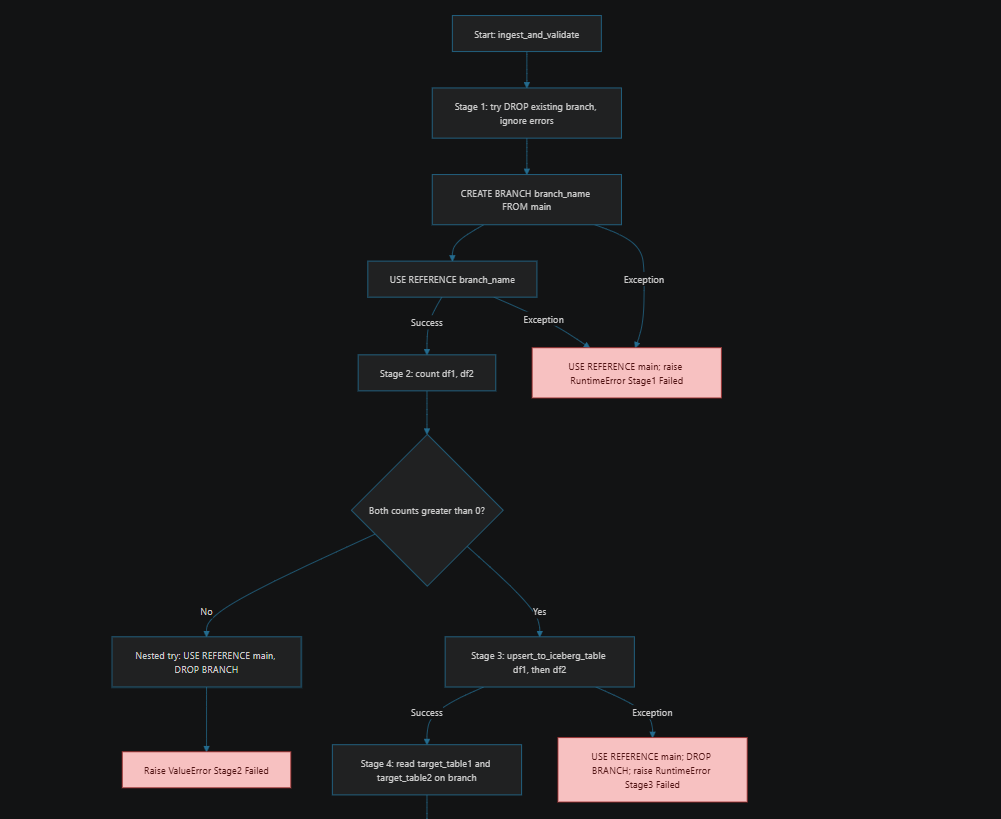 Start: ingest_and_validate
Stage 1: try DROP existing branch,
ignore errors
CREATE BRANCH branch_name
FROM main
USE REFERENCE branch_name
Exception
Success
Exception
Stage 2: count df1, df2
USE REFERENCE main; raise
RuntimeError Stage1 Failed
Both counts greater than 0?
No
Yes
Nested try: USE REFERENCE main,
DROP BRANCH
Stage 3: upsert_to_iceberg_table
df1, then df2
Success
Exception
Raise ValueError Stage2 Failed
Stage 4: read target_table1 and
target_table2 on branch
USE REFERENCE main; DROP
BRANCH; raise RuntimeError
Stage3 Failed